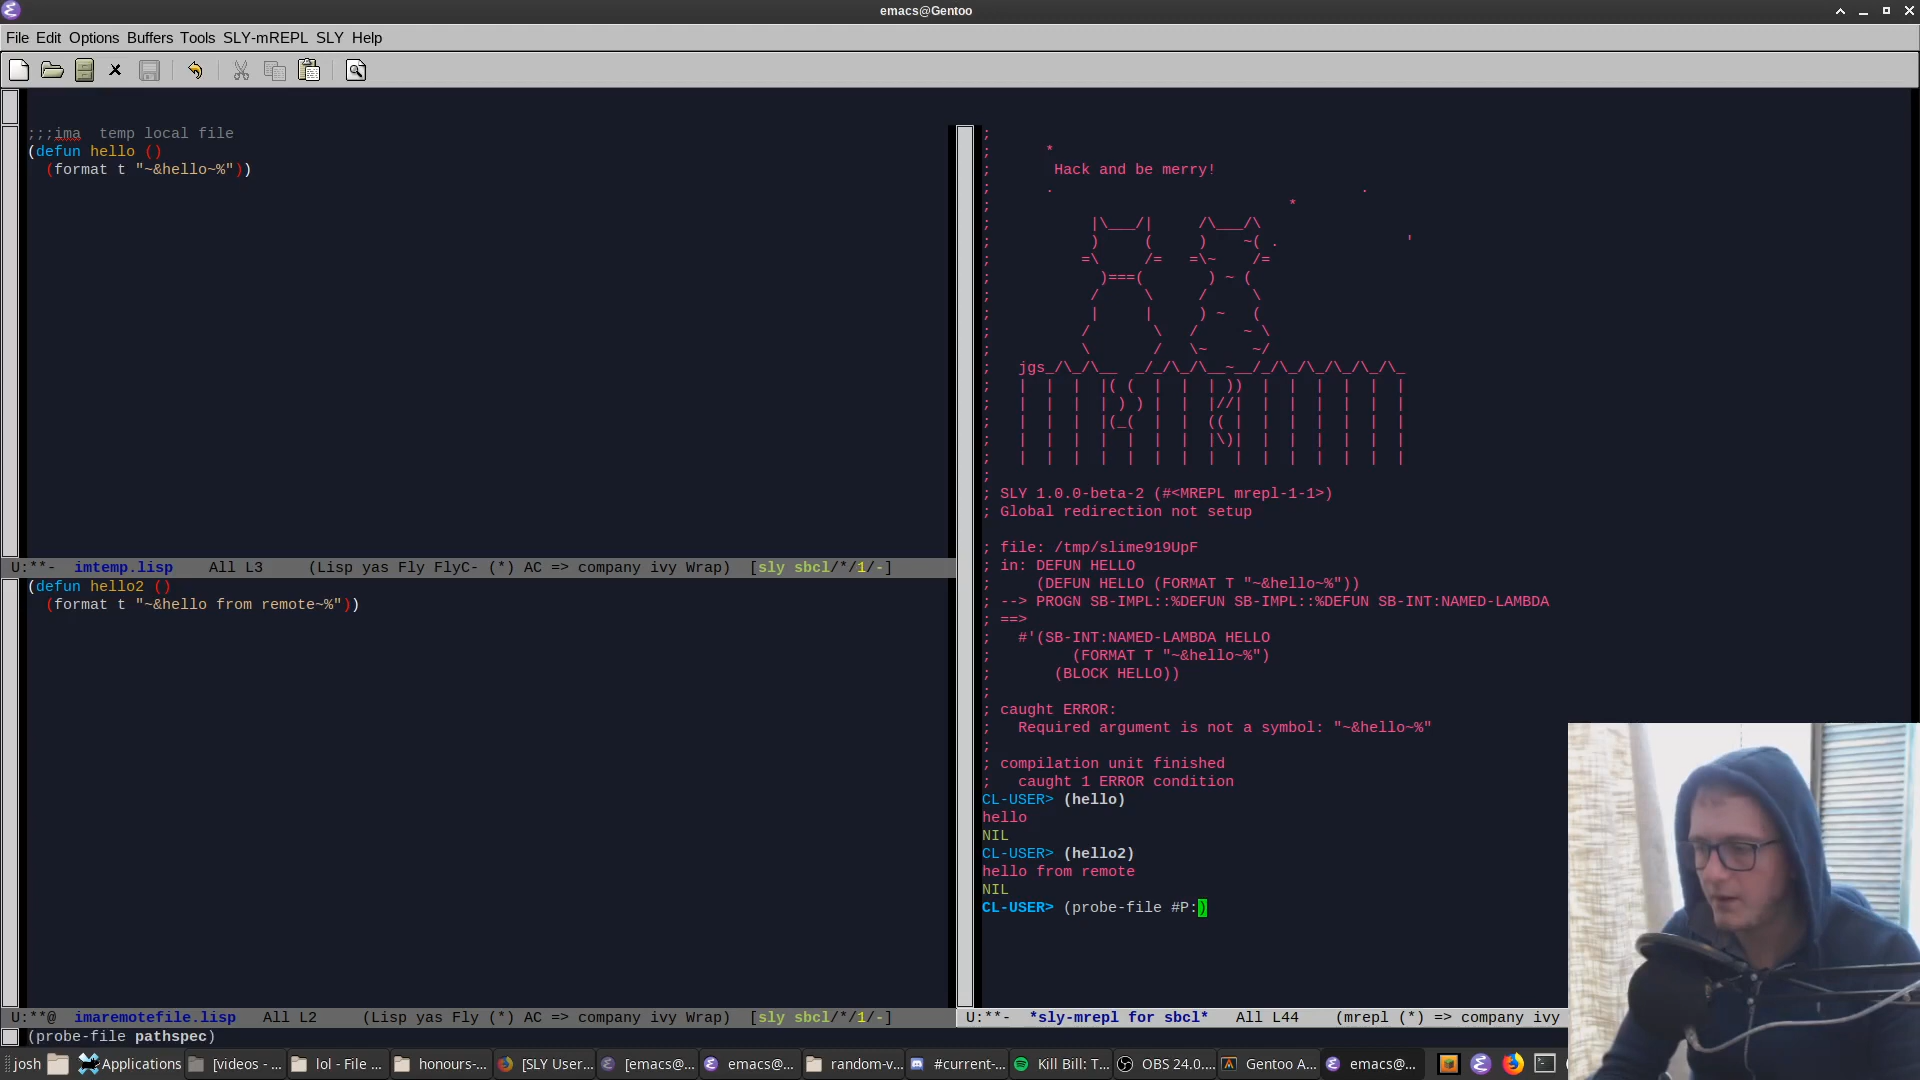 emacs@Gentoo
File Edit Options Buffers Tools SLY-mREPL SLY Help
;;;ima  temp local file
(defun hello ()
  (format t "~&hello~%"))
U:**-  imtemp.lisp    All L3     (Lisp yas Fly FlyC- (*) AC => company ivy Wrap)  [sly sbcl/*/1/-]
(defun hello2 ()
  (format t "~&hello from remote~%"))
U:**@  imaremotefile.lisp   All L2     (Lisp yas Fly (*) AC => company ivy Wrap)  [sly sbcl/*/1/-]
(probe-file pathspec)
;
;      *
;       Hack and be merry!
;      .                                  .
;                                 *
;           |\___/|     /\___/\
;           )     (     )    ~( .              '
;          =\     /=   =\~    /=
;            )===(       ) ~ (
;           /     \     /     \
;           |     |     ) ~   (
;          /       \   /     ~ \
;          \       /   \~     ~/
;   jgs_/\_/\__  _/_/\_/\__~__/_/\_/\_/\_/\_/\_
;   |  |  |  |( (  |  |  | ))  |  |  |  |  |  |
;   |  |  |  | ) ) |  |  |//|  |  |  |  |  |  |
;   |  |  |  |(_(  |  |  (( |  |  |  |  |  |  |
;   |  |  |  |  |  |  |  |\)|  |  |  |  |  |  |
;   |  |  |  |  |  |  |  |  |  |  |  |  |  |  |
;
; SLY 1.0.0-beta-2 (#<MREPL mrepl-1-1>)
; Global redirection not setup
; file: /tmp/slime919UpF
; in: DEFUN HELLO
;     (DEFUN HELLO (FORMAT T "~&hello~%"))
; --> PROGN SB-IMPL::%DEFUN SB-IMPL::%DEFUN SB-INT:NAMED-LAMBDA
; ==>
;   #'(SB-INT:NAMED-LAMBDA HELLO
;         (FORMAT T "~&hello~%")
;       (BLOCK HELLO))
;
; caught ERROR:
;   Required argument is not a symbol: "~&hello~%"
;
; compilation unit finished
;   caught 1 ERROR condition
CL-USER> (hello)
hello
NIL
CL-USER> (hello2)
hello from remote
NIL
CL-USER> (probe-file #P:)
U:**-  *sly-mrepl for sbcl*   All L44    (mrepl (*) => company ivy
josh Applications [videos - ... lol - File ... honours-... [SLY User... [emacs@... emacs@... random-v... #current-... Kill Bill: T... OBS 24.0.... Gentoo A... emacs@...